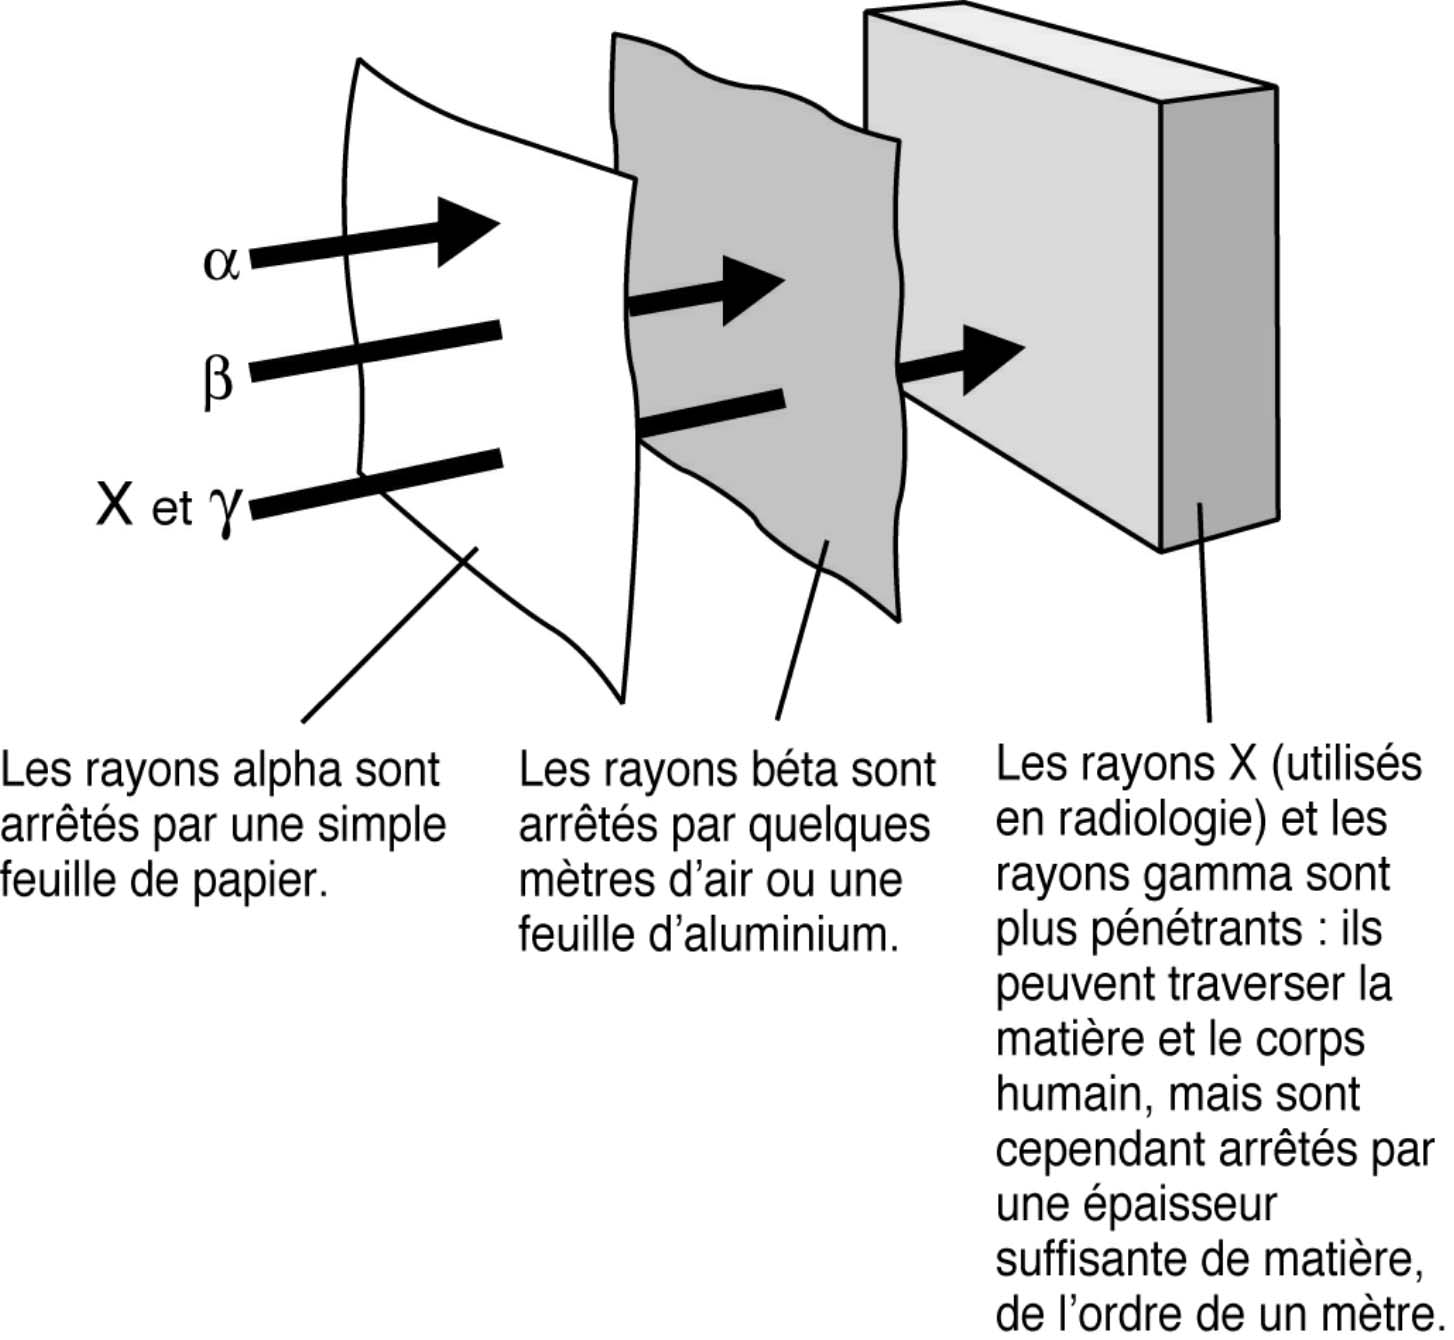 α
β
X et γ
Les rayons alpha sont
arrêtés par une simple
feuille de papier.
Les rayons béta sont
arrêtés par quelques
mètres d’air ou une
feuille d’aluminium.
Les rayons X (utilisés
en radiologie) et les
rayons gamma sont
plus pénétrants : ils
peuvent traverser la
matière et le corps
humain, mais sont
cependant arrêtés par
une épaisseur
suffisante de matière,
de l’ordre de un mètre.